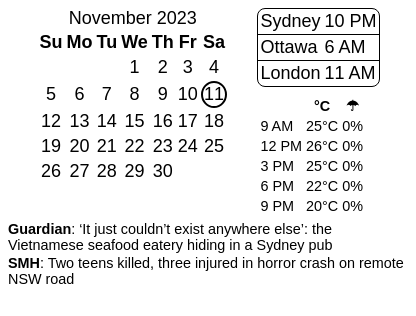 November 2023
Su Mo Tu We Th Fr Sa
1 2 3 4
5 6 7 8 9 10 11
12 13 14 15 16 17 18
19 20 21 22 23 24 25
26 27 28 29 30
Sydney 10 PM
Ottawa 6 AM
London 11 AM
°C ☂
9 AM 25°C 0%
12 PM 26°C 0%
3 PM 25°C 0%
6 PM 22°C 0%
9 PM 20°C 0%
Guardian: ‘It just couldn’t exist anywhere else’: the
Vietnamese seafood eatery hiding in a Sydney pub
SMH: Two teens killed, three injured in horror crash on remote
NSW road